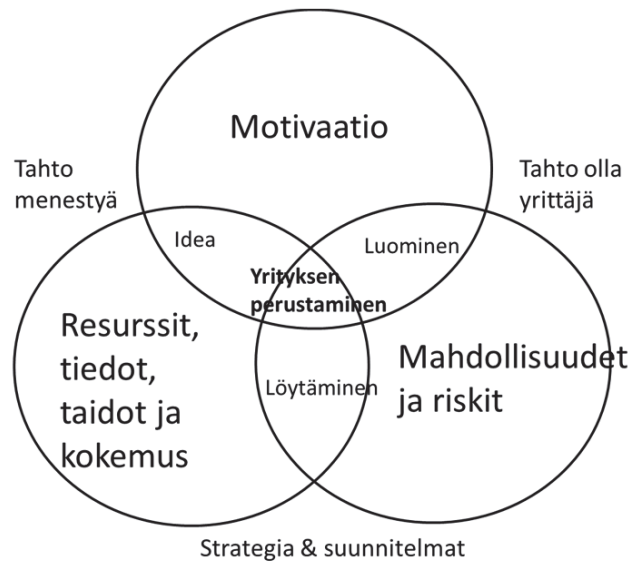 Motivaatio
Tahto
menestyä
Tahto olla
yrittäjä
Idea
Luominen
Yrityksen
perustaminen
Resurssit,
tiedot,
taidot ja
kokemus
Löytäminen
Mahdollisuudet
ja riskit
Strategia & suunnitelmat